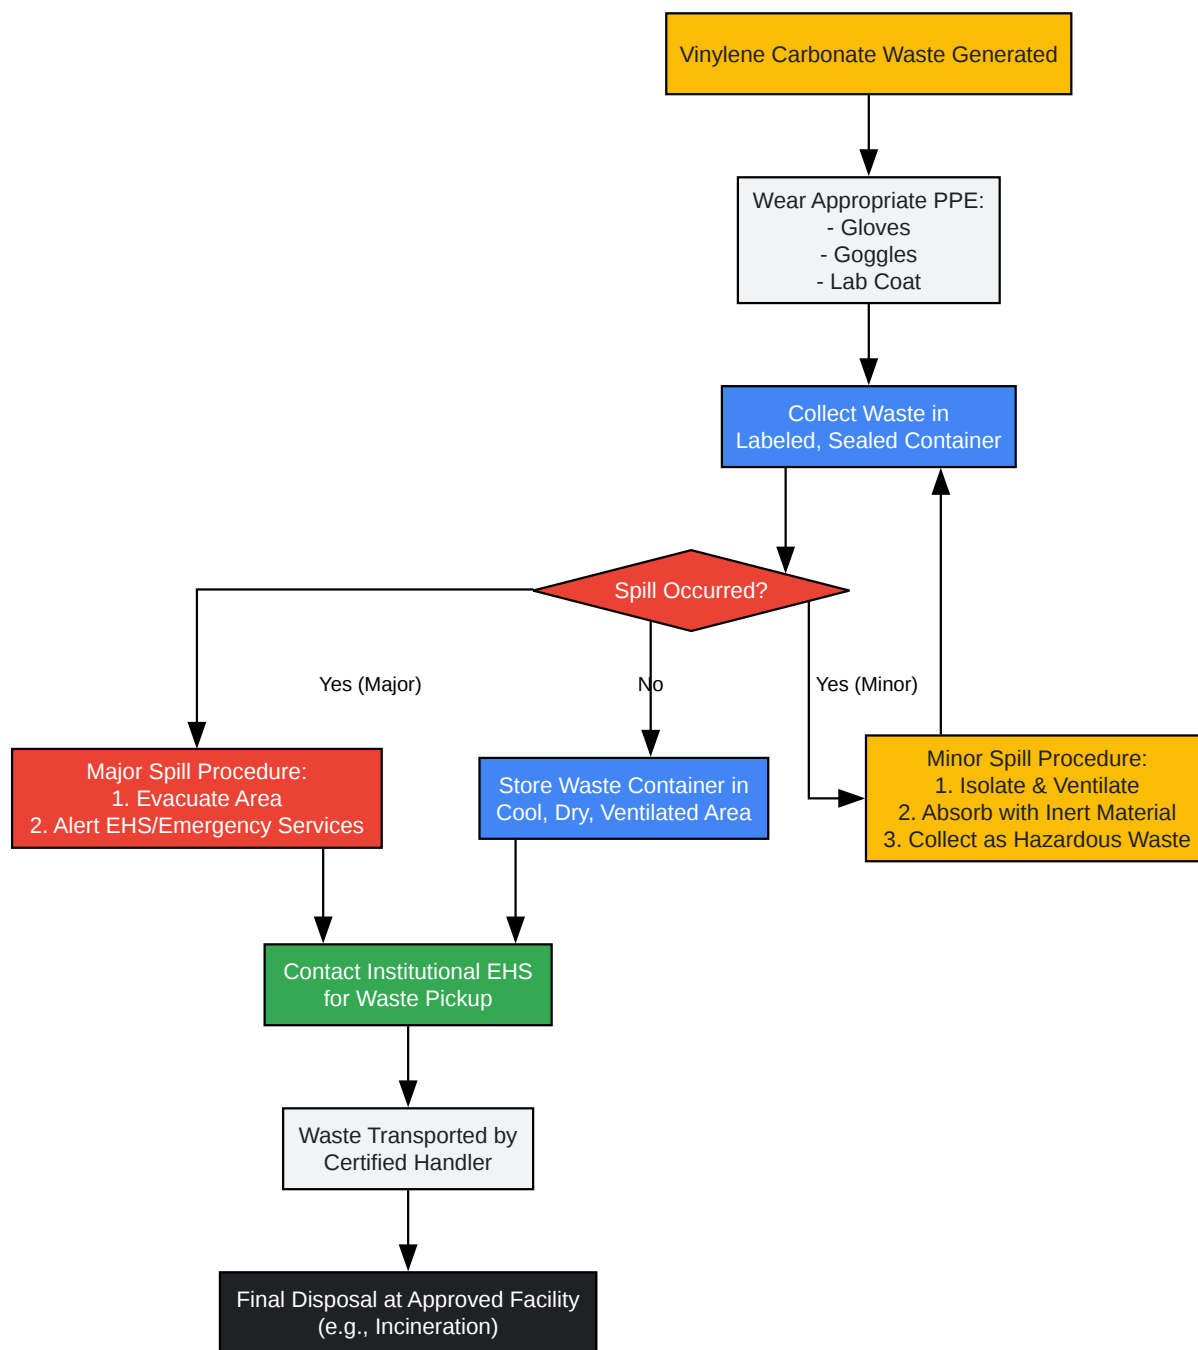 Vinylene Carbonate Waste Generated
Wear Appropriate PPE:
- Gloves
- Goggles
- Lab Coat
Collect Waste in
Labeled, Sealed Container
Spill Occurred?
Yes (Major)
No
Yes (Minor)
Major Spill Procedure:
1. Evacuate Area
2. Alert EHS/Emergency Services
Store Waste Container in
Cool, Dry, Ventilated Area
Minor Spill Procedure:
1. Isolate & Ventilate
2. Absorb with Inert Material
3. Collect as Hazardous Waste
Contact Institutional EHS
for Waste Pickup
Waste Transported by
Certified Handler
Final Disposal at Approved Facility
(e.g., Incineration)